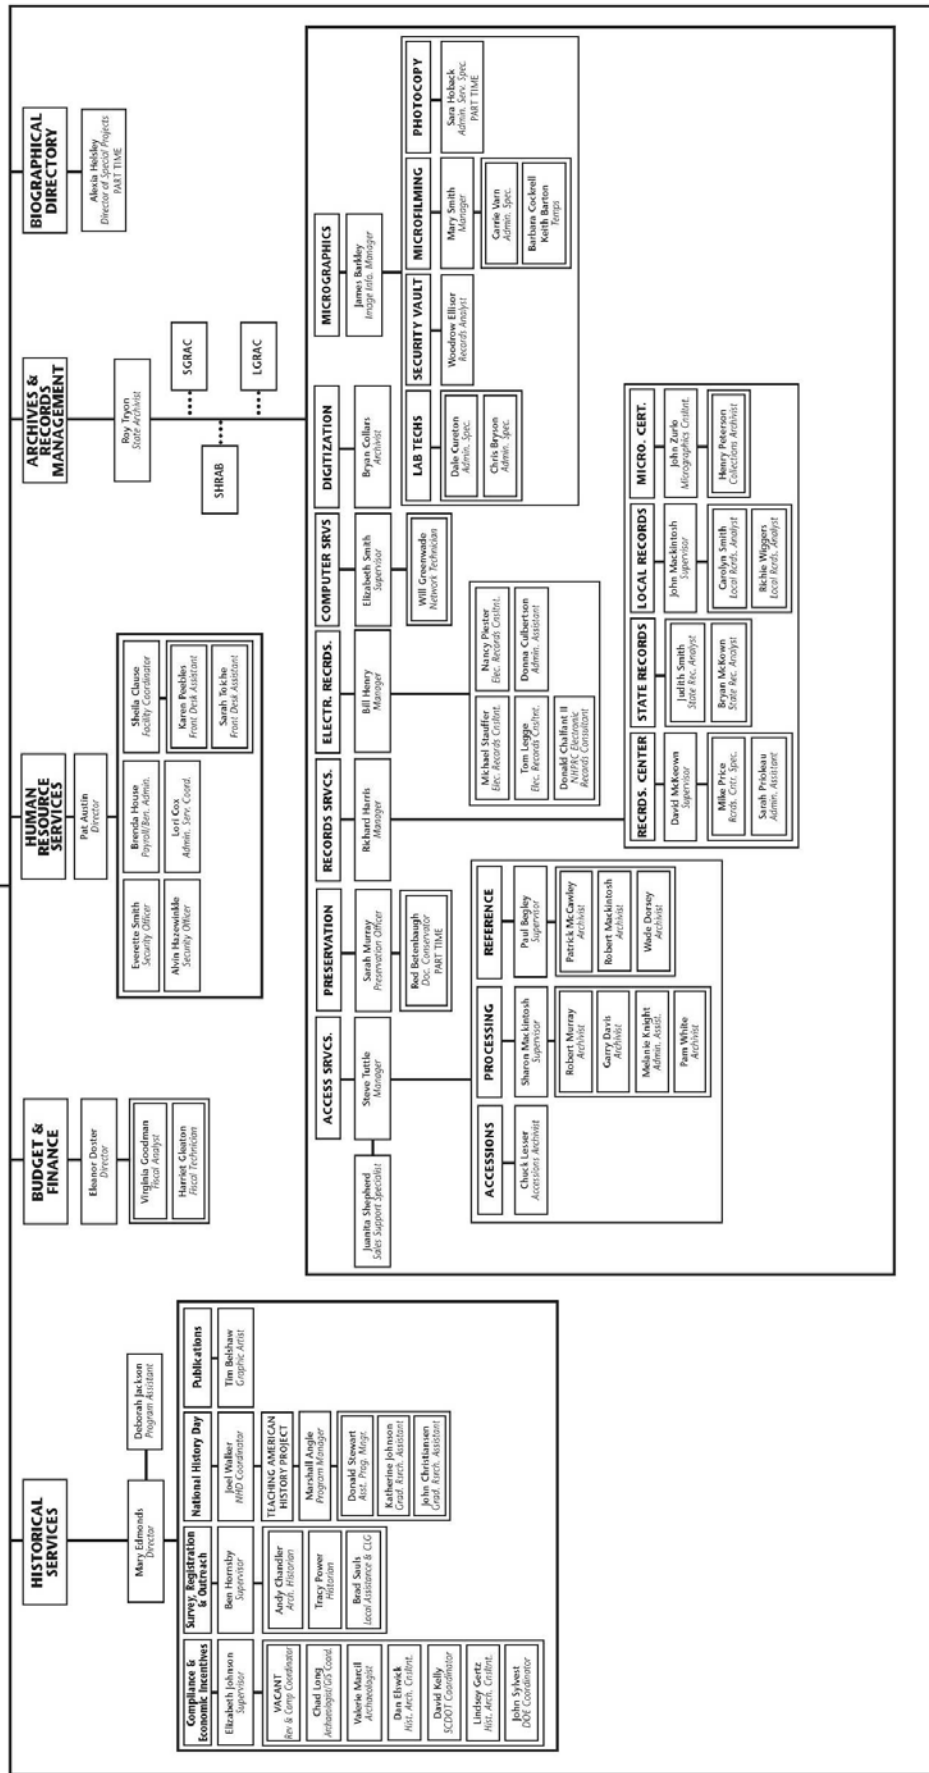 HISTORICAL
SERVICES
Mary Edmonds
Director
Deborah Jackson
Program Assistant
Compliance &
Economic Incentives
Elizabeth Johnson
Supervisor
VACANT
Rev & Comp Coordinator
Chad Long
Archaeologist/GIS Coord.
Valerie Marcil
Archaeologist
Dan Elswick
Hist. Arch. Cnsltnt.
David Kelly
SCDOT Coordinator
Lindsey Gertz
Hist. Arch. Cnsltnt.
John Sylvest
DOE Coordinator
Survey, Registration
& Outreach
Ben Hornsby
Supervisor
Andy Chandler
Arch. Historian
Tracy Power
Historian
Brad Sauls
Local Assistance & CLG
National History Day
Joel Walker
NHD Coordinator
TEACHING AMERICAN
HISTORY PROJECT
Marshall Angle
Program Manager
Donald Stewart
Asst. Prog. Mngr.
Katherine Johnson
Grad. Rsrch. Assistant
John Christiansen
Grad. Rsrch. Assistant
Publications
Tim Belshaw
Graphic Artist
BUDGET &
FINANCE
Eleanor Doster
Director
Virginia Goodman
Fiscal Analyst
Harriet Gleaton
Fiscal Technician
HUMAN
RESOURCE
SERVICES
Pat Austin
Director
Everette Smith
Security Officer
Alvin Hazewinkle
Security Officer
Brenda House
Payroll/Ben. Admin.
Lori Cox
Admin. Serv. Coord.
Sheila Clause
Facility Coordinator
Karen Peebles
Front Desk Assistant
Sarah Tolche
Front Desk Assistant
ARCHIVES &
RECORDS
MANAGEMENT
Roy Tryon
State Archivist
SHRAB
SGRAC
LGRAC
BIOGRAPHICAL
DIRECTORY
Alexia Helsley
Director of Special Projects
PART TIME
Juanita Shepherd
Sales Support Specialist
ACCESS SRVCS.
Steve Tuttle
Manager
ACCESSIONS
Chuck Lesser
Accessions Archivist
PROCESSING
Sharon Mackintosh
Supervisor
Robert Murray
Archivist
Garry Davis
Archivist
Melanie Knight
Admin. Assist.
Pam White
Archivist
REFERENCE
Paul Begley
Supervisor
Patrick McCawley
Archivist
Robert Mackintosh
Archivist
Wade Dorsey
Archivist
PRESERVATION
Sarah Murray
Preservation Officer
Red Betenbaugh
Doc. Conservator
PART TIME
RECORDS SRVCS.
Richard Harris
Manager
RECRDS. CENTER
David McKeown
Supervisor
Mike Price
Rcrds. Cntr. Spec.
Sarah Prioleau
Admin. Assistant
STATE RECORDS
Judith Smith
State Rec. Analyst
Bryan McKown
State Rec. Analyst
LOCAL RECORDS
John Mackintosh
Supervisor
Carolyn Smith
Local Rcrds. Analyst
Richie Wiggers
Local Rcrds. Analyst
MICRO. CERT.
John Zurlo
Micrographics Cnsltnt.
Henry Peterson
Collections Archivist
ELECTR. RECRDS.
Bill Henry
Manager
Michael Stauffer
Elec. Records Cnsltnt.
Tom Legge
Elec. Records Cnsltnt.
Donald Chalfant II
NHPRC Electronic
Records Consultant
Nancy Piester
Elec. Records Cnsltnt.
Donna Culbertson
Admin. Assistant
COMPUTER SRVS
Elizabeth Smith
Supervisor
Will Greenwade
Network Technician
DIGITIZATION
Bryan Collars
Archivist
MICROGRAPHICS
James Barkley
Image Info. Manager
LAB TECHS
Dale Cureton
Admin. Spec.
Chris Bryson
Admin. Spec.
SECURITY VAULT
Woodrow Ellisor
Records Analyst
MICROFILMING
Mary Smith
Manager
Carrie Varn
Admin. Spec.
Barbara Cockrell
Keith Barton
Temps
PHOTOCOPY
Sara Hoback
Admin. Serv. Spec.
PART TIME